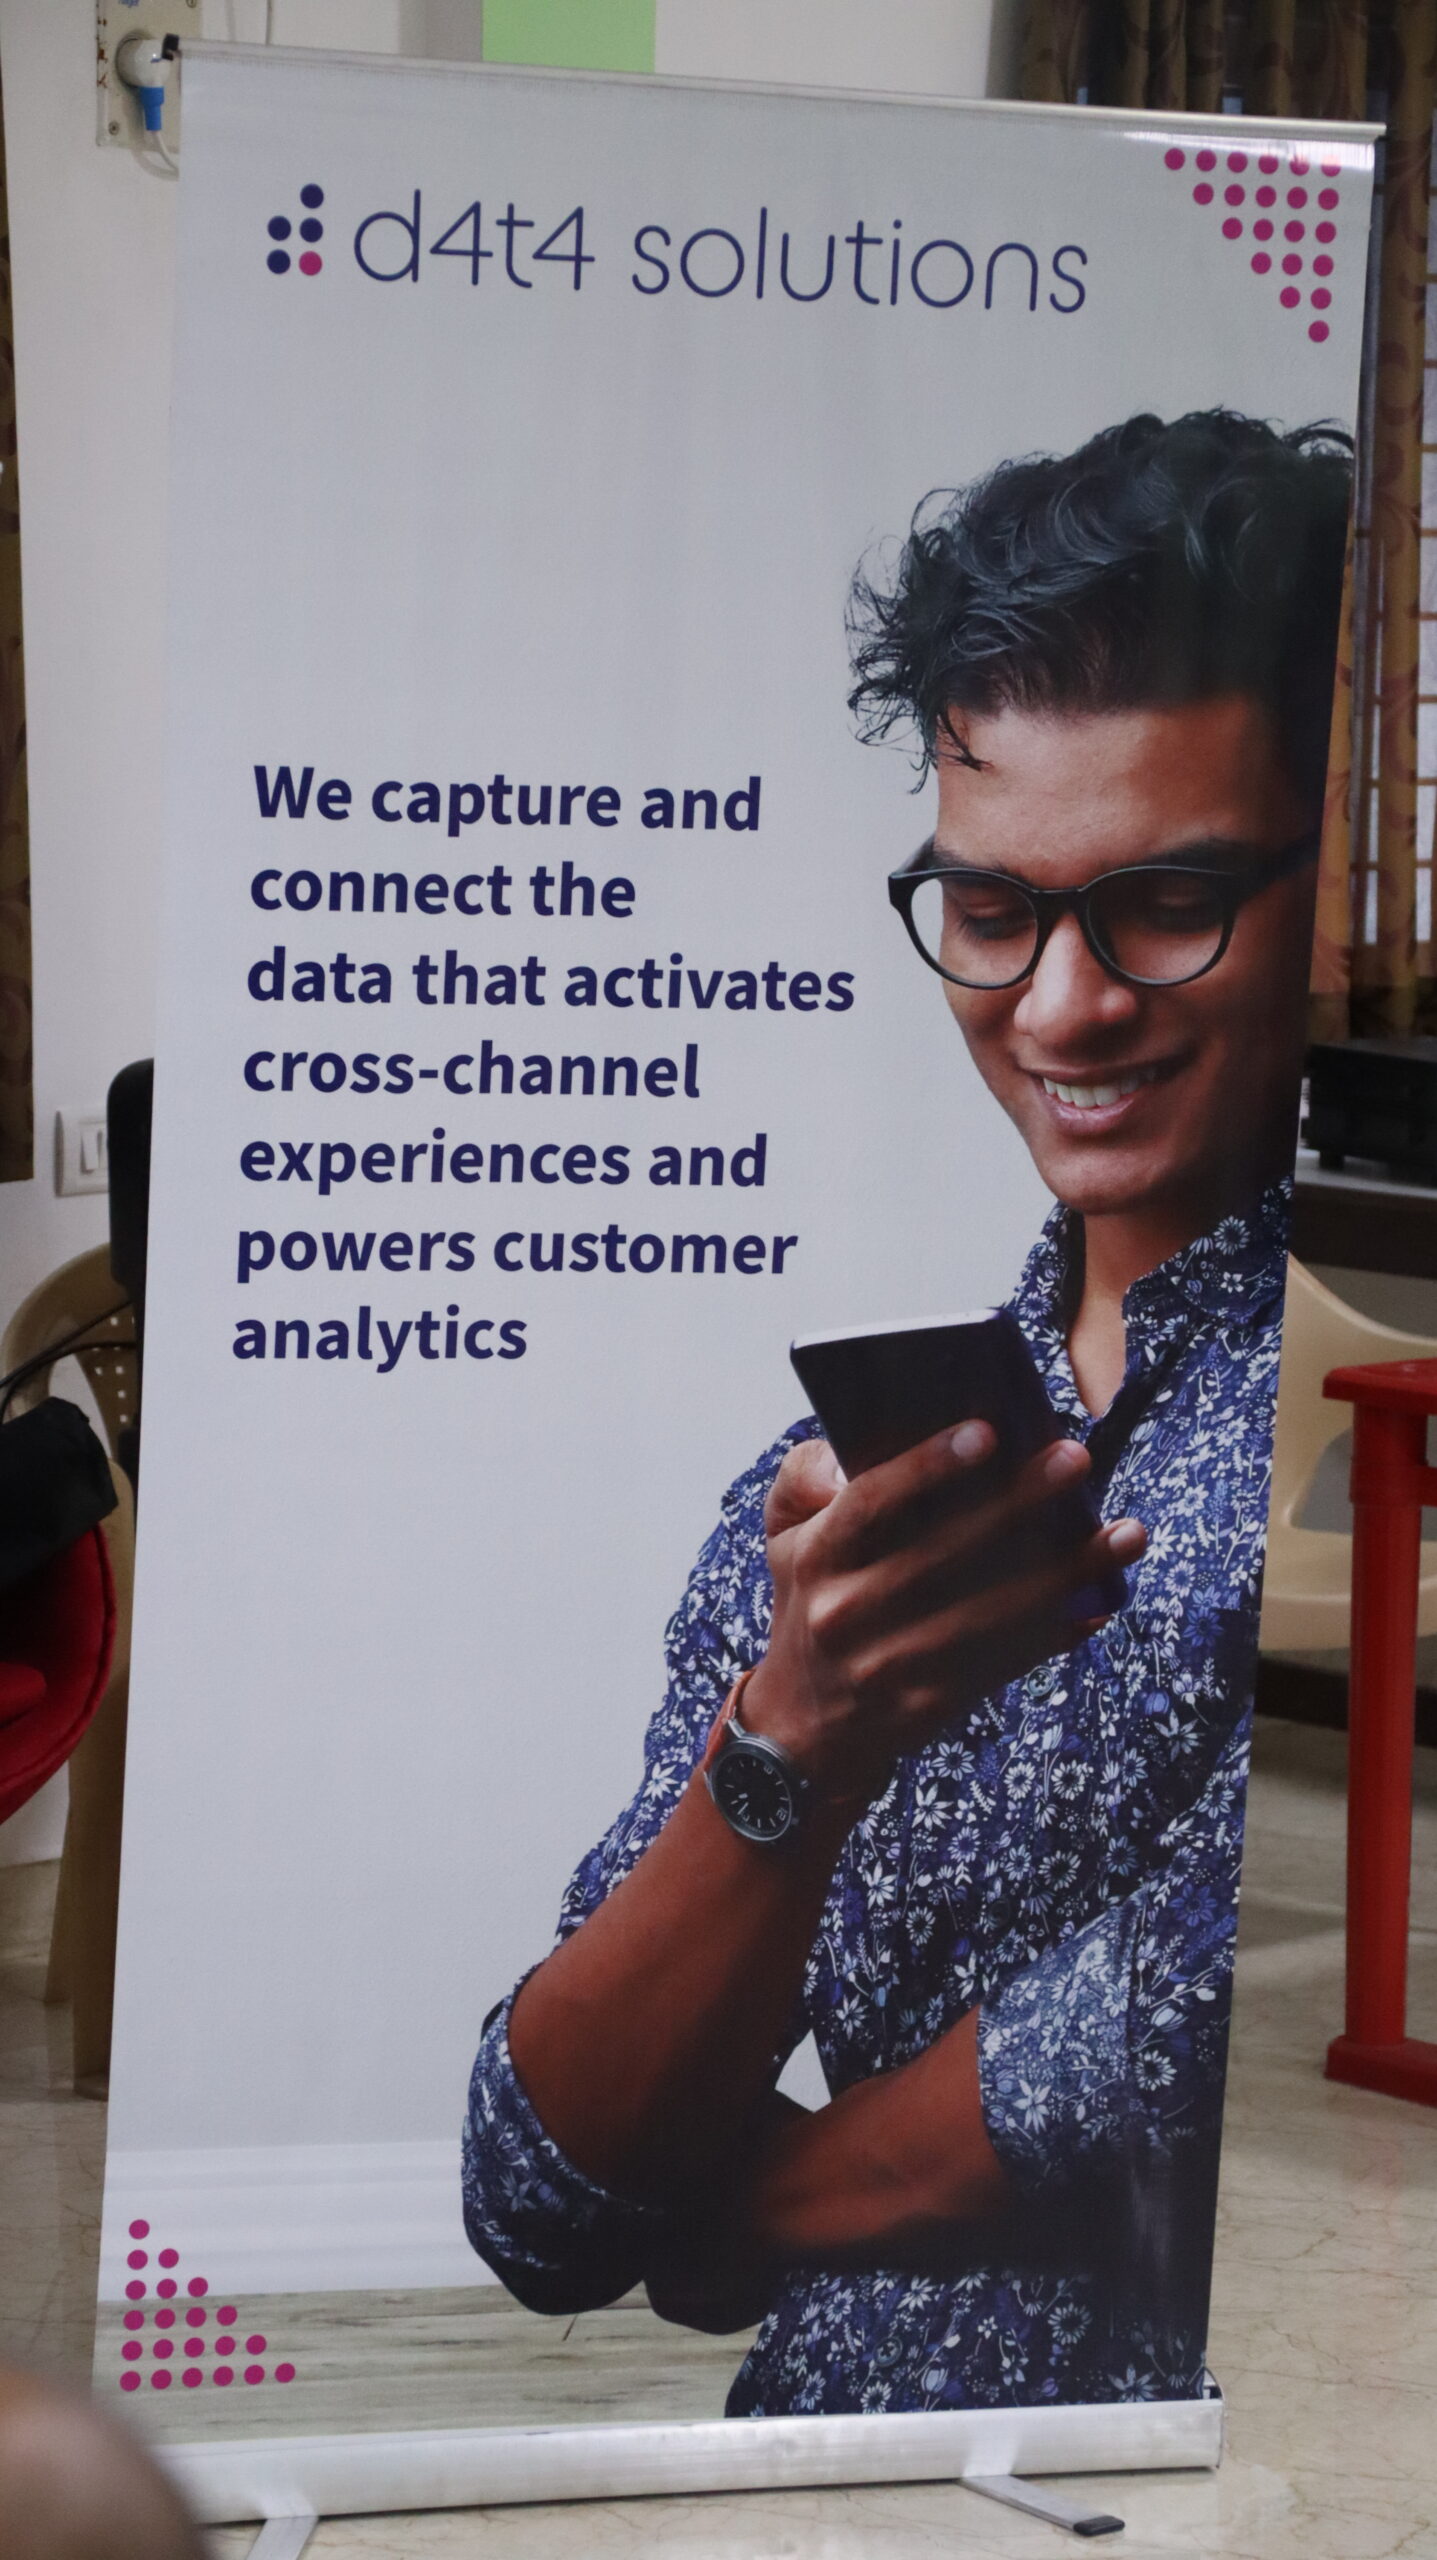 d4t4 solutions
We capture and
connect the
data that activates
cross-channel
experiences and
powers customer
analytics